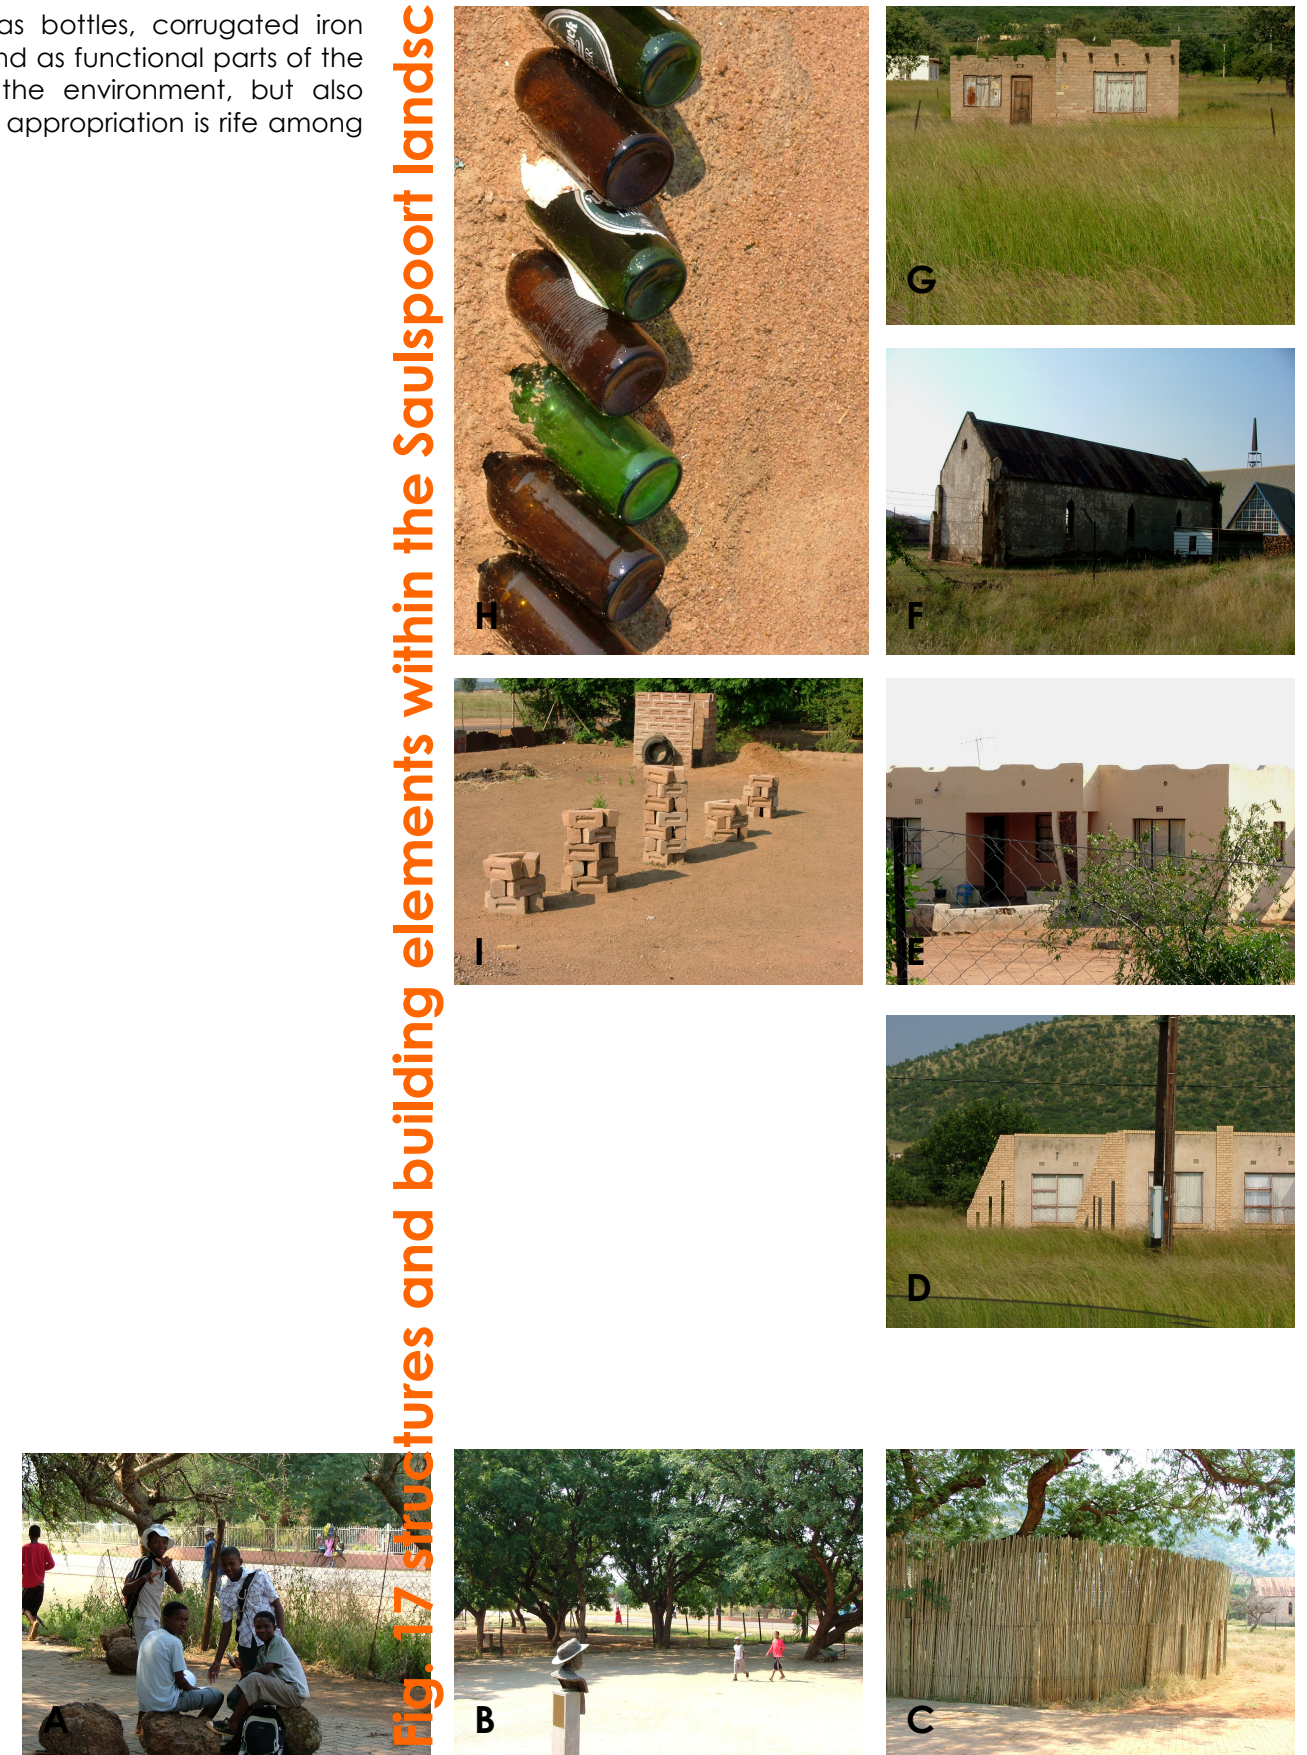 as bottles, corrugated iron
nd as functional parts of the
the environment, but also
appropriation is rife among
Fig. 17 structures and building elements within the Saulspoort landsc
H
G
F
I
E
D
A
B
C